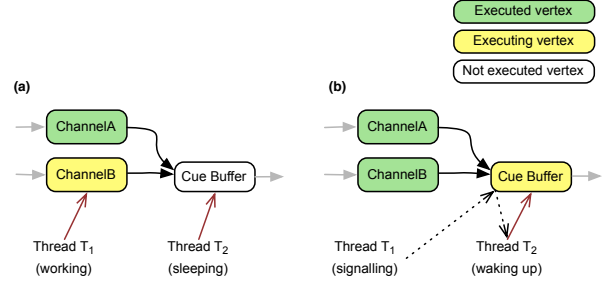 Executed vertex
Executing vertex
Not executed vertex
(a)
ChannelA
ChannelB
Cue Buffer
Thread T1
(working)
Thread T2
(sleeping)
(b)
ChannelA
ChannelB
Cue Buffer
Thread T1
(signalling)
Thread T2
(waking up)